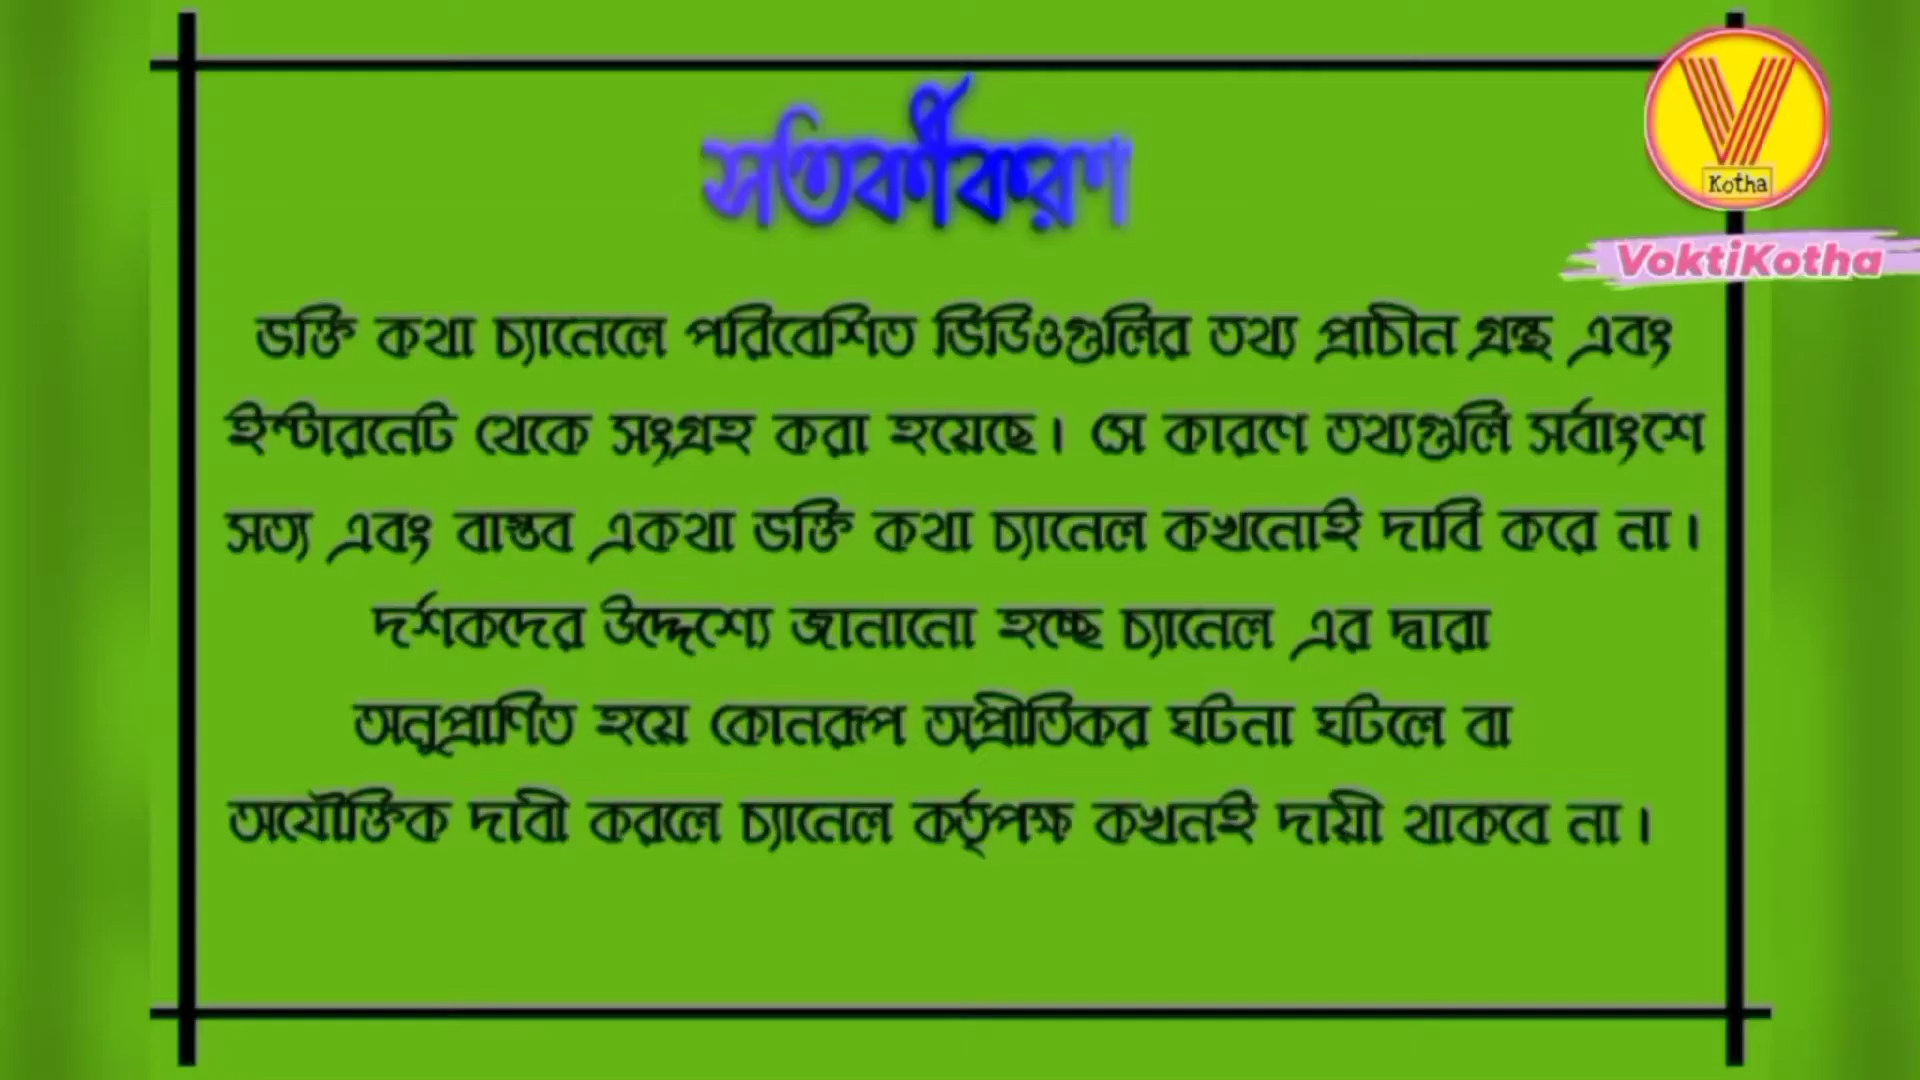 সতর্কীকরণ
Kotha
VoktiKotha
ভক্তি কথা চ্যানেলে পরিবেশিত ভিডিওগুলির তথ্য প্রাচীন গ্রন্থ এবং
ইন্টারনেট থেকে সংগ্রহ করা হয়েছে। সে কারণে তথ্যগুলি সর্বাংশে
সত্য এবং বাস্তব একথা ভক্তি কথা চ্যানেল কখনোই দাবি করে না।
দর্শকদের উদ্দেশ্যে জানানো হচ্ছে চ্যানেল এর দ্বারা
অনুপ্রাণিত হয়ে কোনরূপ অপ্রীতিকর ঘটনা ঘটলে বা
অযৌক্তিক দাবী করলে চ্যানেল কর্তৃপক্ষ কখনই দায়ী থাকবে না।